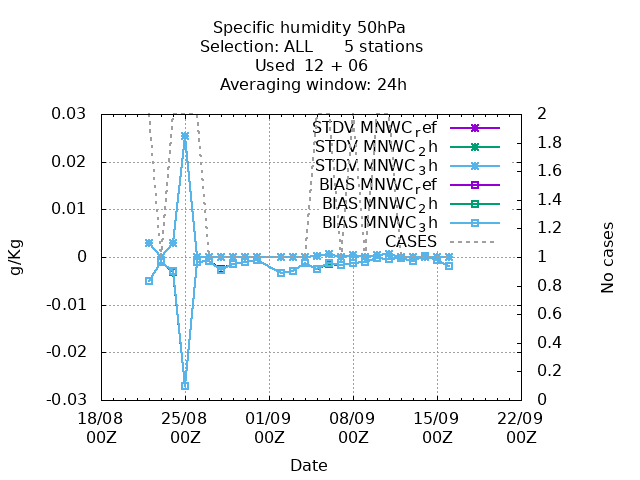 Specific humidity 50hPa
Selection: ALL 5 stations
Used 12 + 06
Averaging window: 24h
STDV MNWC_ref
STDV MNWC_2h
STDV MNWC_3h
BIAS MNWC_ref
BIAS MNWC_2h
BIAS MNWC_3h
CASES
g/Kg
0.03
0.02
0.01
0
-0.01
-0.02
-0.03
No cases
2
1.8
1.6
1.4
1.2
1
0.8
0.6
0.4
0.2
0
18/08 25/08 01/09 08/09 15/09 22/09
00Z 00Z 00Z 00Z 00Z 00Z
Date